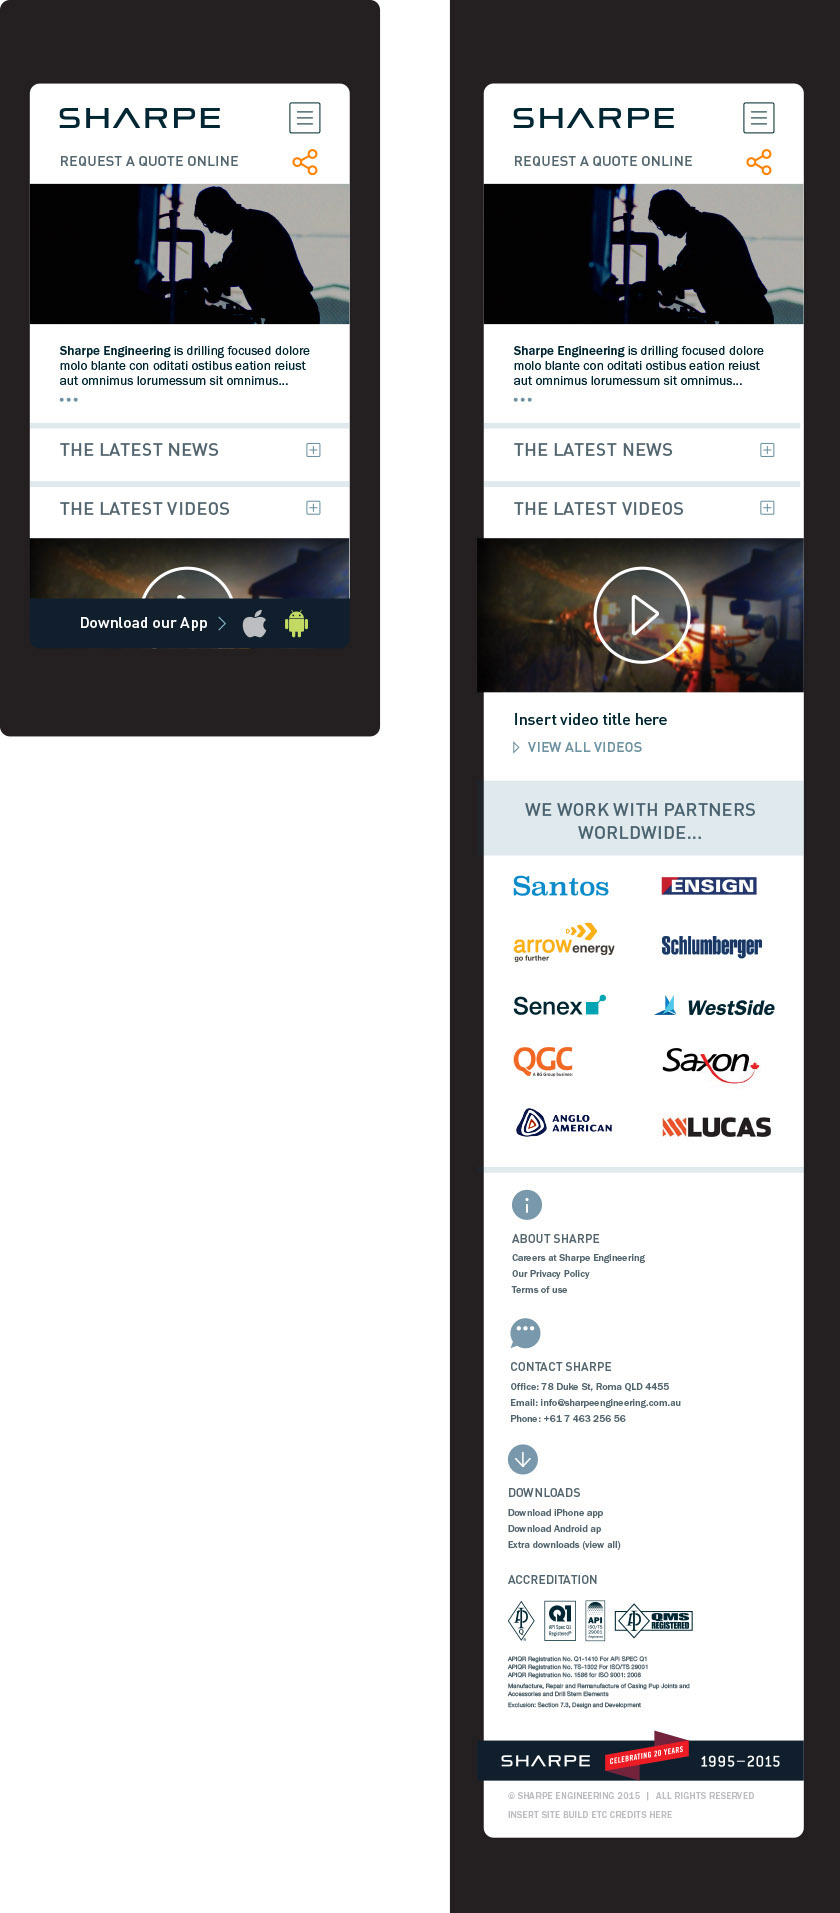 SHARPE
REQUEST A QUOTE ONLINE
Sharpe Engineering is drilling focused dolore
molo blante con oditati ostibus eation reiust
aut omnimus lorumessum sit omnimus...
THE LATEST NEWS
THE LATEST VIDEOS
Download our App
SHARPE
REQUEST A QUOTE ONLINE
Sharpe Engineering is drilling focused dolore
molo blante con oditati ostibus eation reiust
aut omnimus lorumessum sit omnimus...
THE LATEST NEWS
THE LATEST VIDEOS
Insert video title here
VIEW ALL VIDEOS
WE WORK WITH PARTNERS
WORLDWIDE...
Santos
ENSIGN
arrowenergy
go further
Schlumberger
Senex
WestSide
QGC
A BG Group business
Saxon
ANGLO
AMERICAN
LUCAS
ABOUT SHARPE
Careers at Sharpe Engineering
Our Privacy Policy
Terms of use
CONTACT SHARPE
Office: 78 Duke St, Roma QLD 4455
Email: info@sharpeengineering.com.au
Phone: +61 7 463 256 56
DOWNLOADS
Download iPhone app
Download Android ap
Extra downloads (view all)
ACCREDITATION
Q1
API Spec Q1
Registered
API
ISO/TS
29001
Registered
QMS
REGISTERED
APIQR Registration No. Q1-1410 For API SPEC Q1
APIQR Registration No. TS-1302 For ISO/TS 29001
APIQR Registration No. 1586 for ISO 9001: 2008
Manufacture, Repair and Remanufacture of Casing Pup Joints and
Accessories and Drill Stem Elements
Exclusion: Section 7.3, Design and Development
SHARPE
CELEBRATING 20 YEARS
1995–2015
© SHARPE ENGINEERING 2015 | ALL RIGHTS RESERVED
INSERT SITE BUILD ETC CREDITS HERE